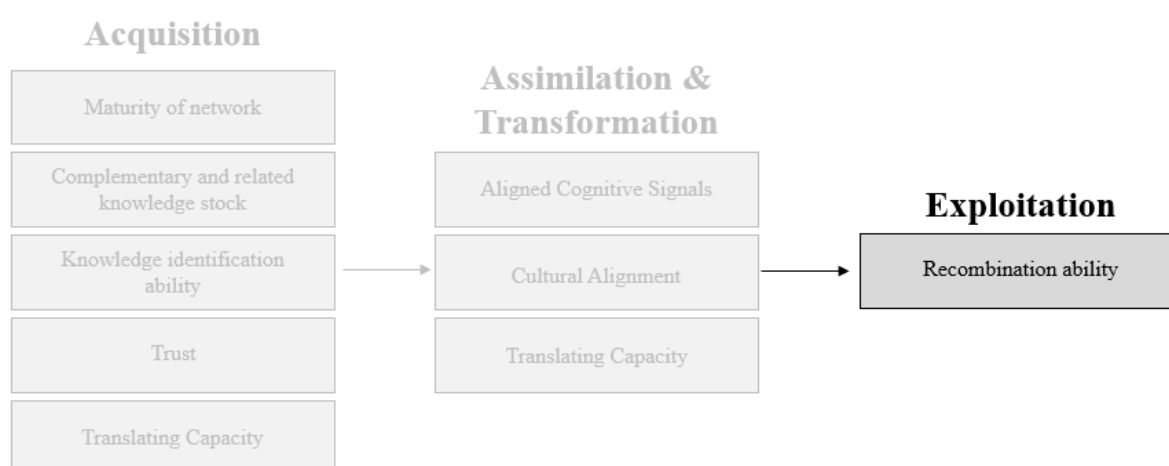 Acquisition
Maturity of network
Complementary and related
knowledge stock
Knowledge identification
ability
Trust
Translating Capacity
Assimilation &
Transformation
Aligned Cognitive Signals
Cultural Alignment
Translating Capacity
Exploitation
Recombination ability